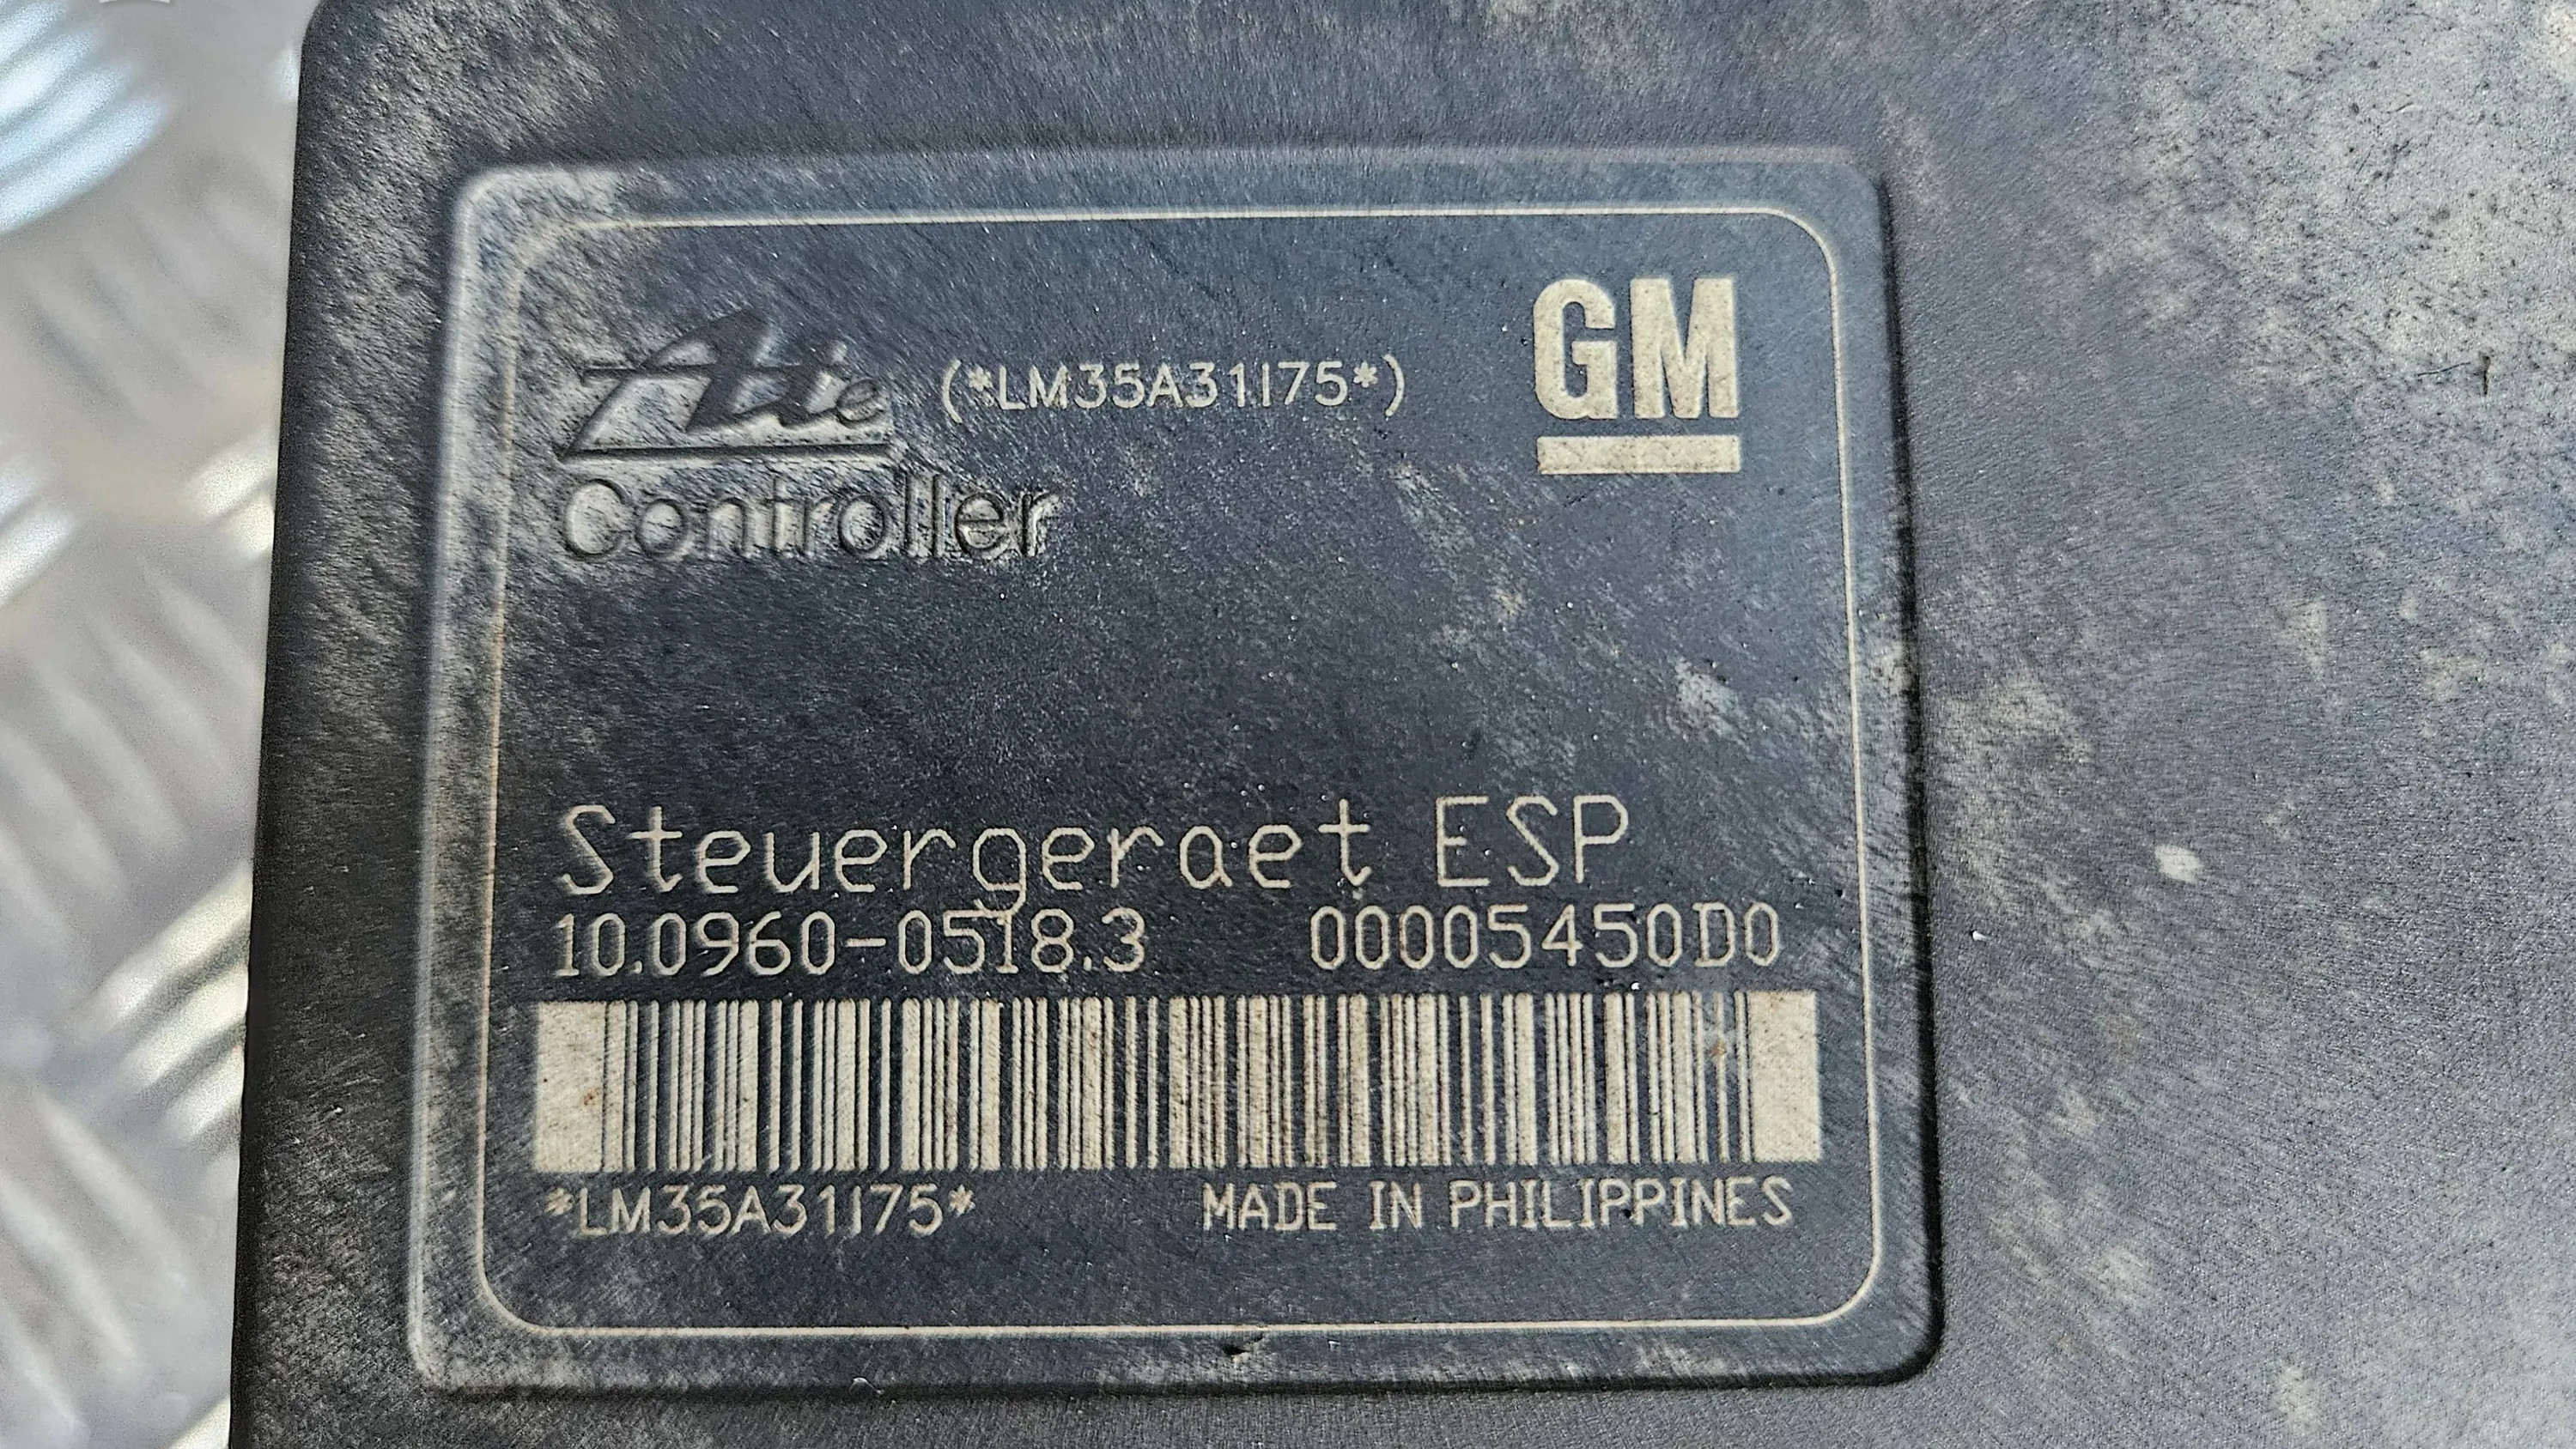 Ate (*LM35A31175*) GM
Controller
Steuergeraet ESP
10.0960-0518.3 00005450D0
*LM35A31175* MADE IN PHILIPPINES